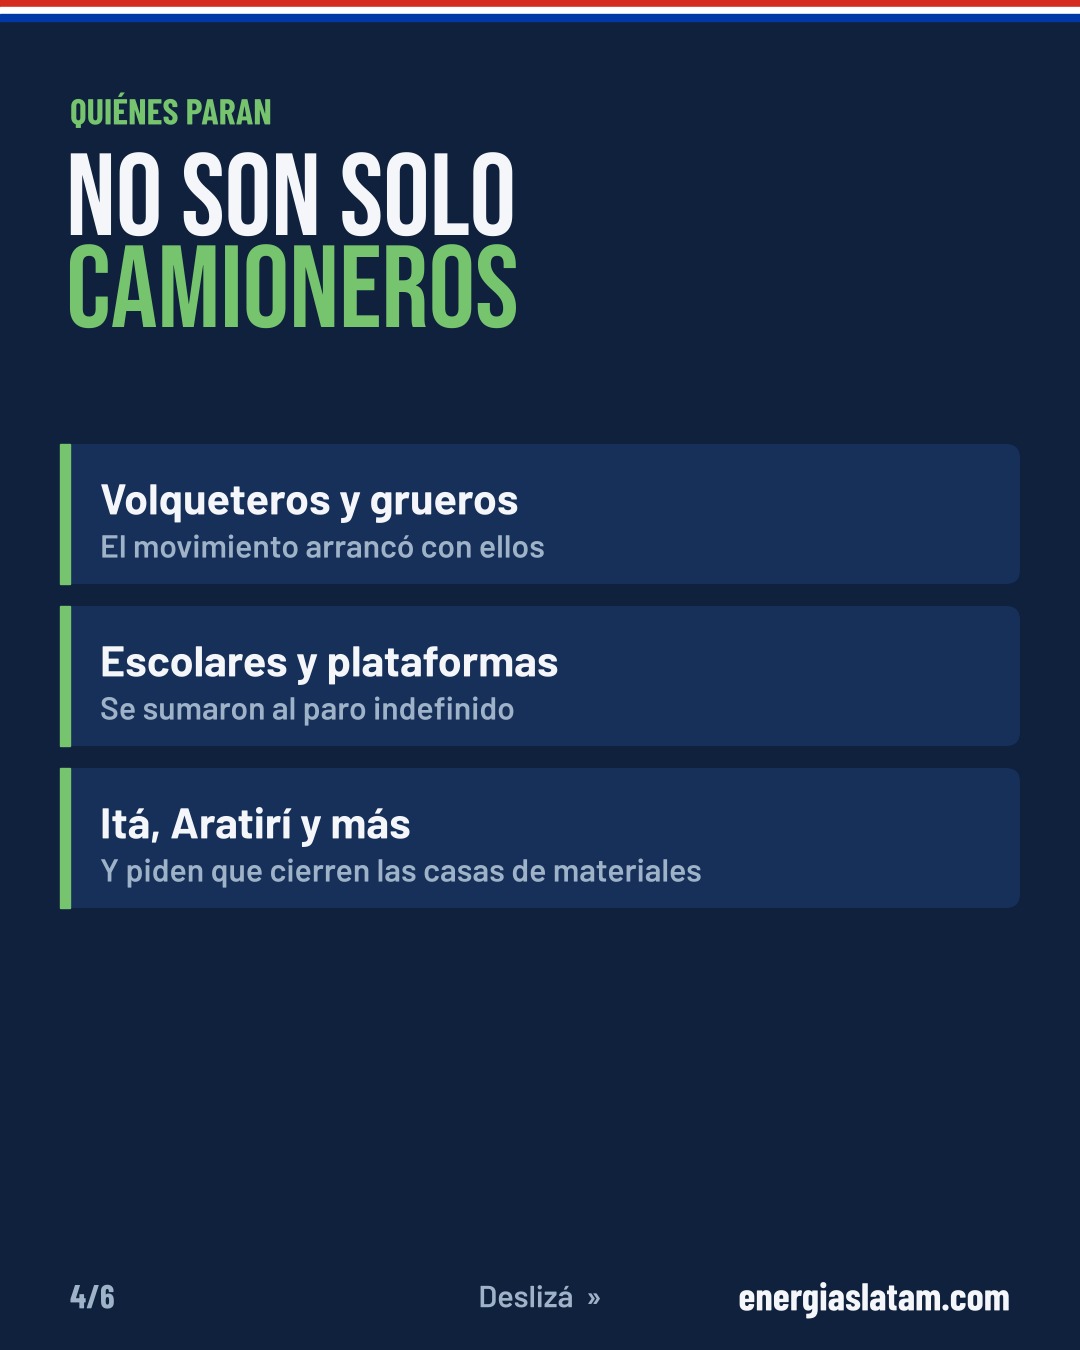 QUIÉNES PARAN
NO SON SOLO
CAMIONEROS
Volqueteros y grueros
El movimiento arrancó con ellos
Escolares y plataformas
Se sumaron al paro indefinido
Itá, Aratirí y más
Y piden que cierren las casas de materiales
4/6
Deslizá »
energiaslatam.com